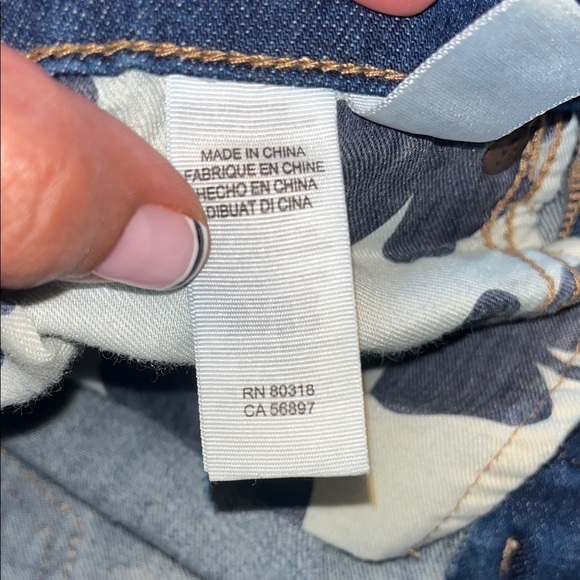 MADE IN CHINA
FABRIQUE EN CHINE
HECHO EN CHINA
DIBUAT DI CINA
RN 80318
CA 56897